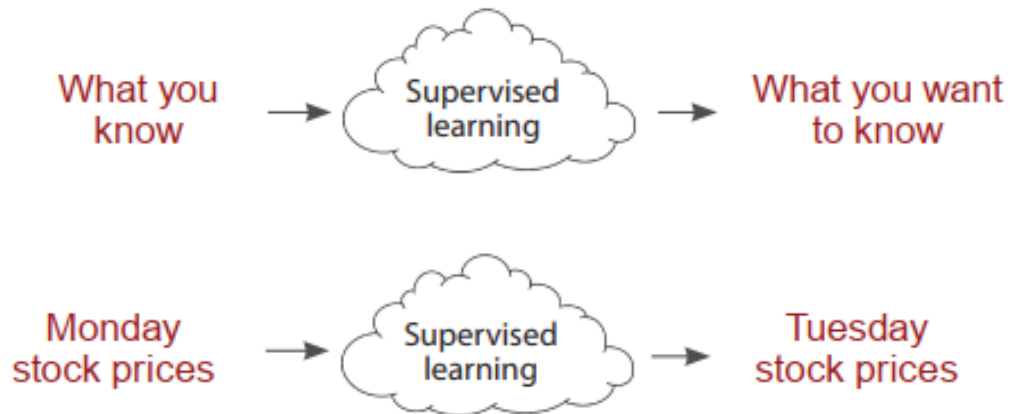 What you
know
Supervised
learning
What you want
to know
Monday
stock prices
Supervised
learning
Tuesday
stock prices